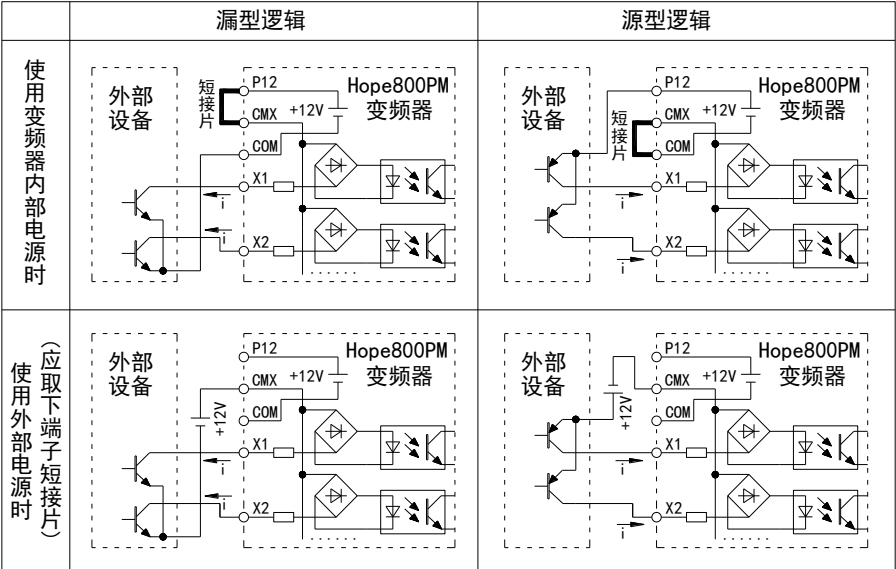 漏型逻辑
源型逻辑
使用变频器内部电源时
外部
设备
短接片
P12
CMX
COM
X1
X2
+12V
Hope800PM
变频器
i
i
......
外部
设备
短接片
P12
CMX
COM
X1
X2
+12V
Hope800PM
变频器
i
i
......
使用外部电源时
（应取下端子短接片）
外部
设备
+12V
P12
CMX
COM
X1
X2
+12V
Hope800PM
变频器
i
i
......
外部
设备
+12V
P12
CMX
COM
X1
X2
+12V
Hope800PM
变频器
i
i
......